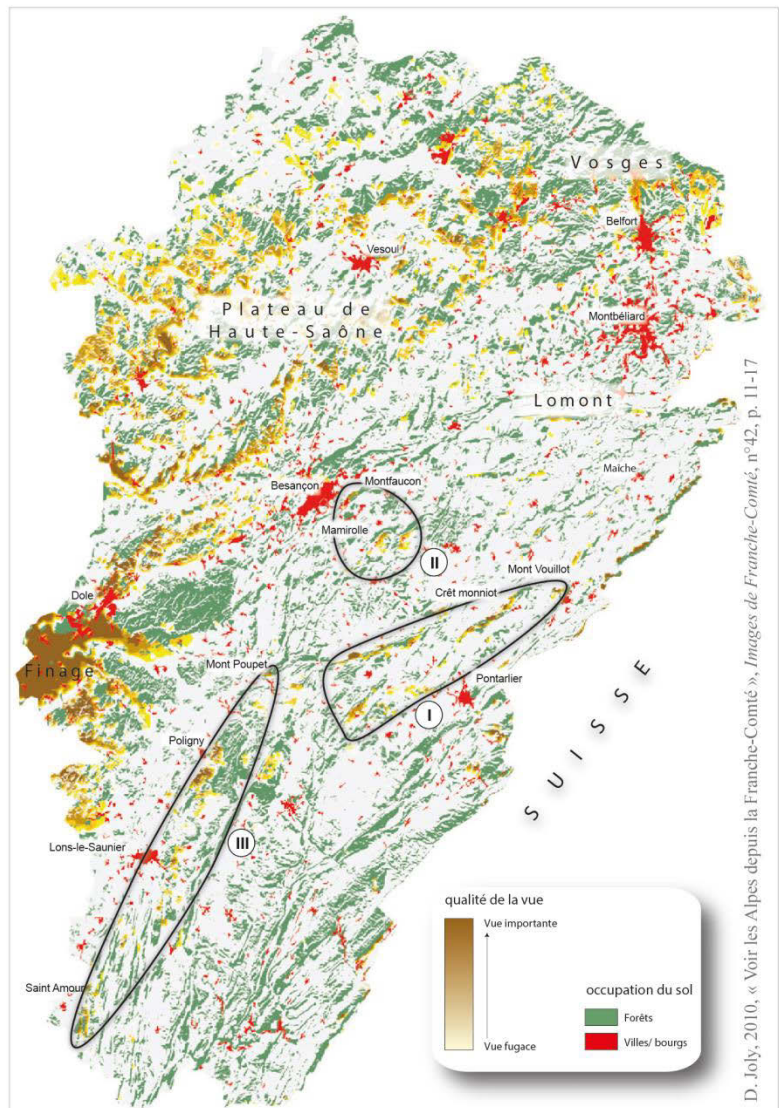 Vosges
Belfort
Vesoul
Plateau de
Haute-Saône
Montbéliard
Lomont
Maîche
Besançon
Montfaucon
Mamirolle
II
Mont Vouillot
Crêt monniot
Dole
Finage
Mont Poupet
Pontarlier
I
Poligny
SUISSE
III
Lons-le-Saunier
Saint Amour
qualité de la vue
Vue importante
Vue fugace
occupation du sol
Forêts
Villes/ bourgs
D. Joly, 2010, « Voir les Alpes depuis la Franche-Comté », Images de Franche-Comté, n°42, p. 11-17